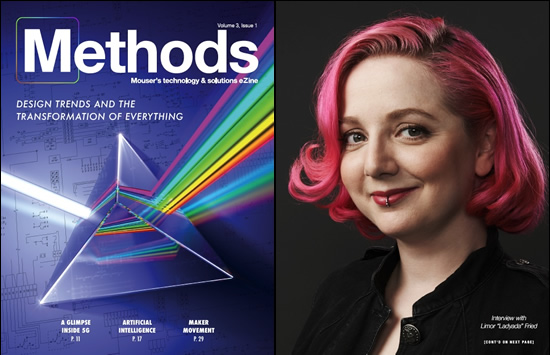 Volume 3, Issue 1
Methods
Mouser's technology & solutions eZine
DESIGN TRENDS AND THE
TRANSFORMATION OF EVERYTHING
A GLIMPSE
INSIDE 5G
P. 11
ARTIFICIAL
INTELLIGENCE
P. 17
MAKER
MOVEMENT
P. 29
Interview with
Limor "Ladyada" Fried
[CONT'D ON NEXT PAGE]